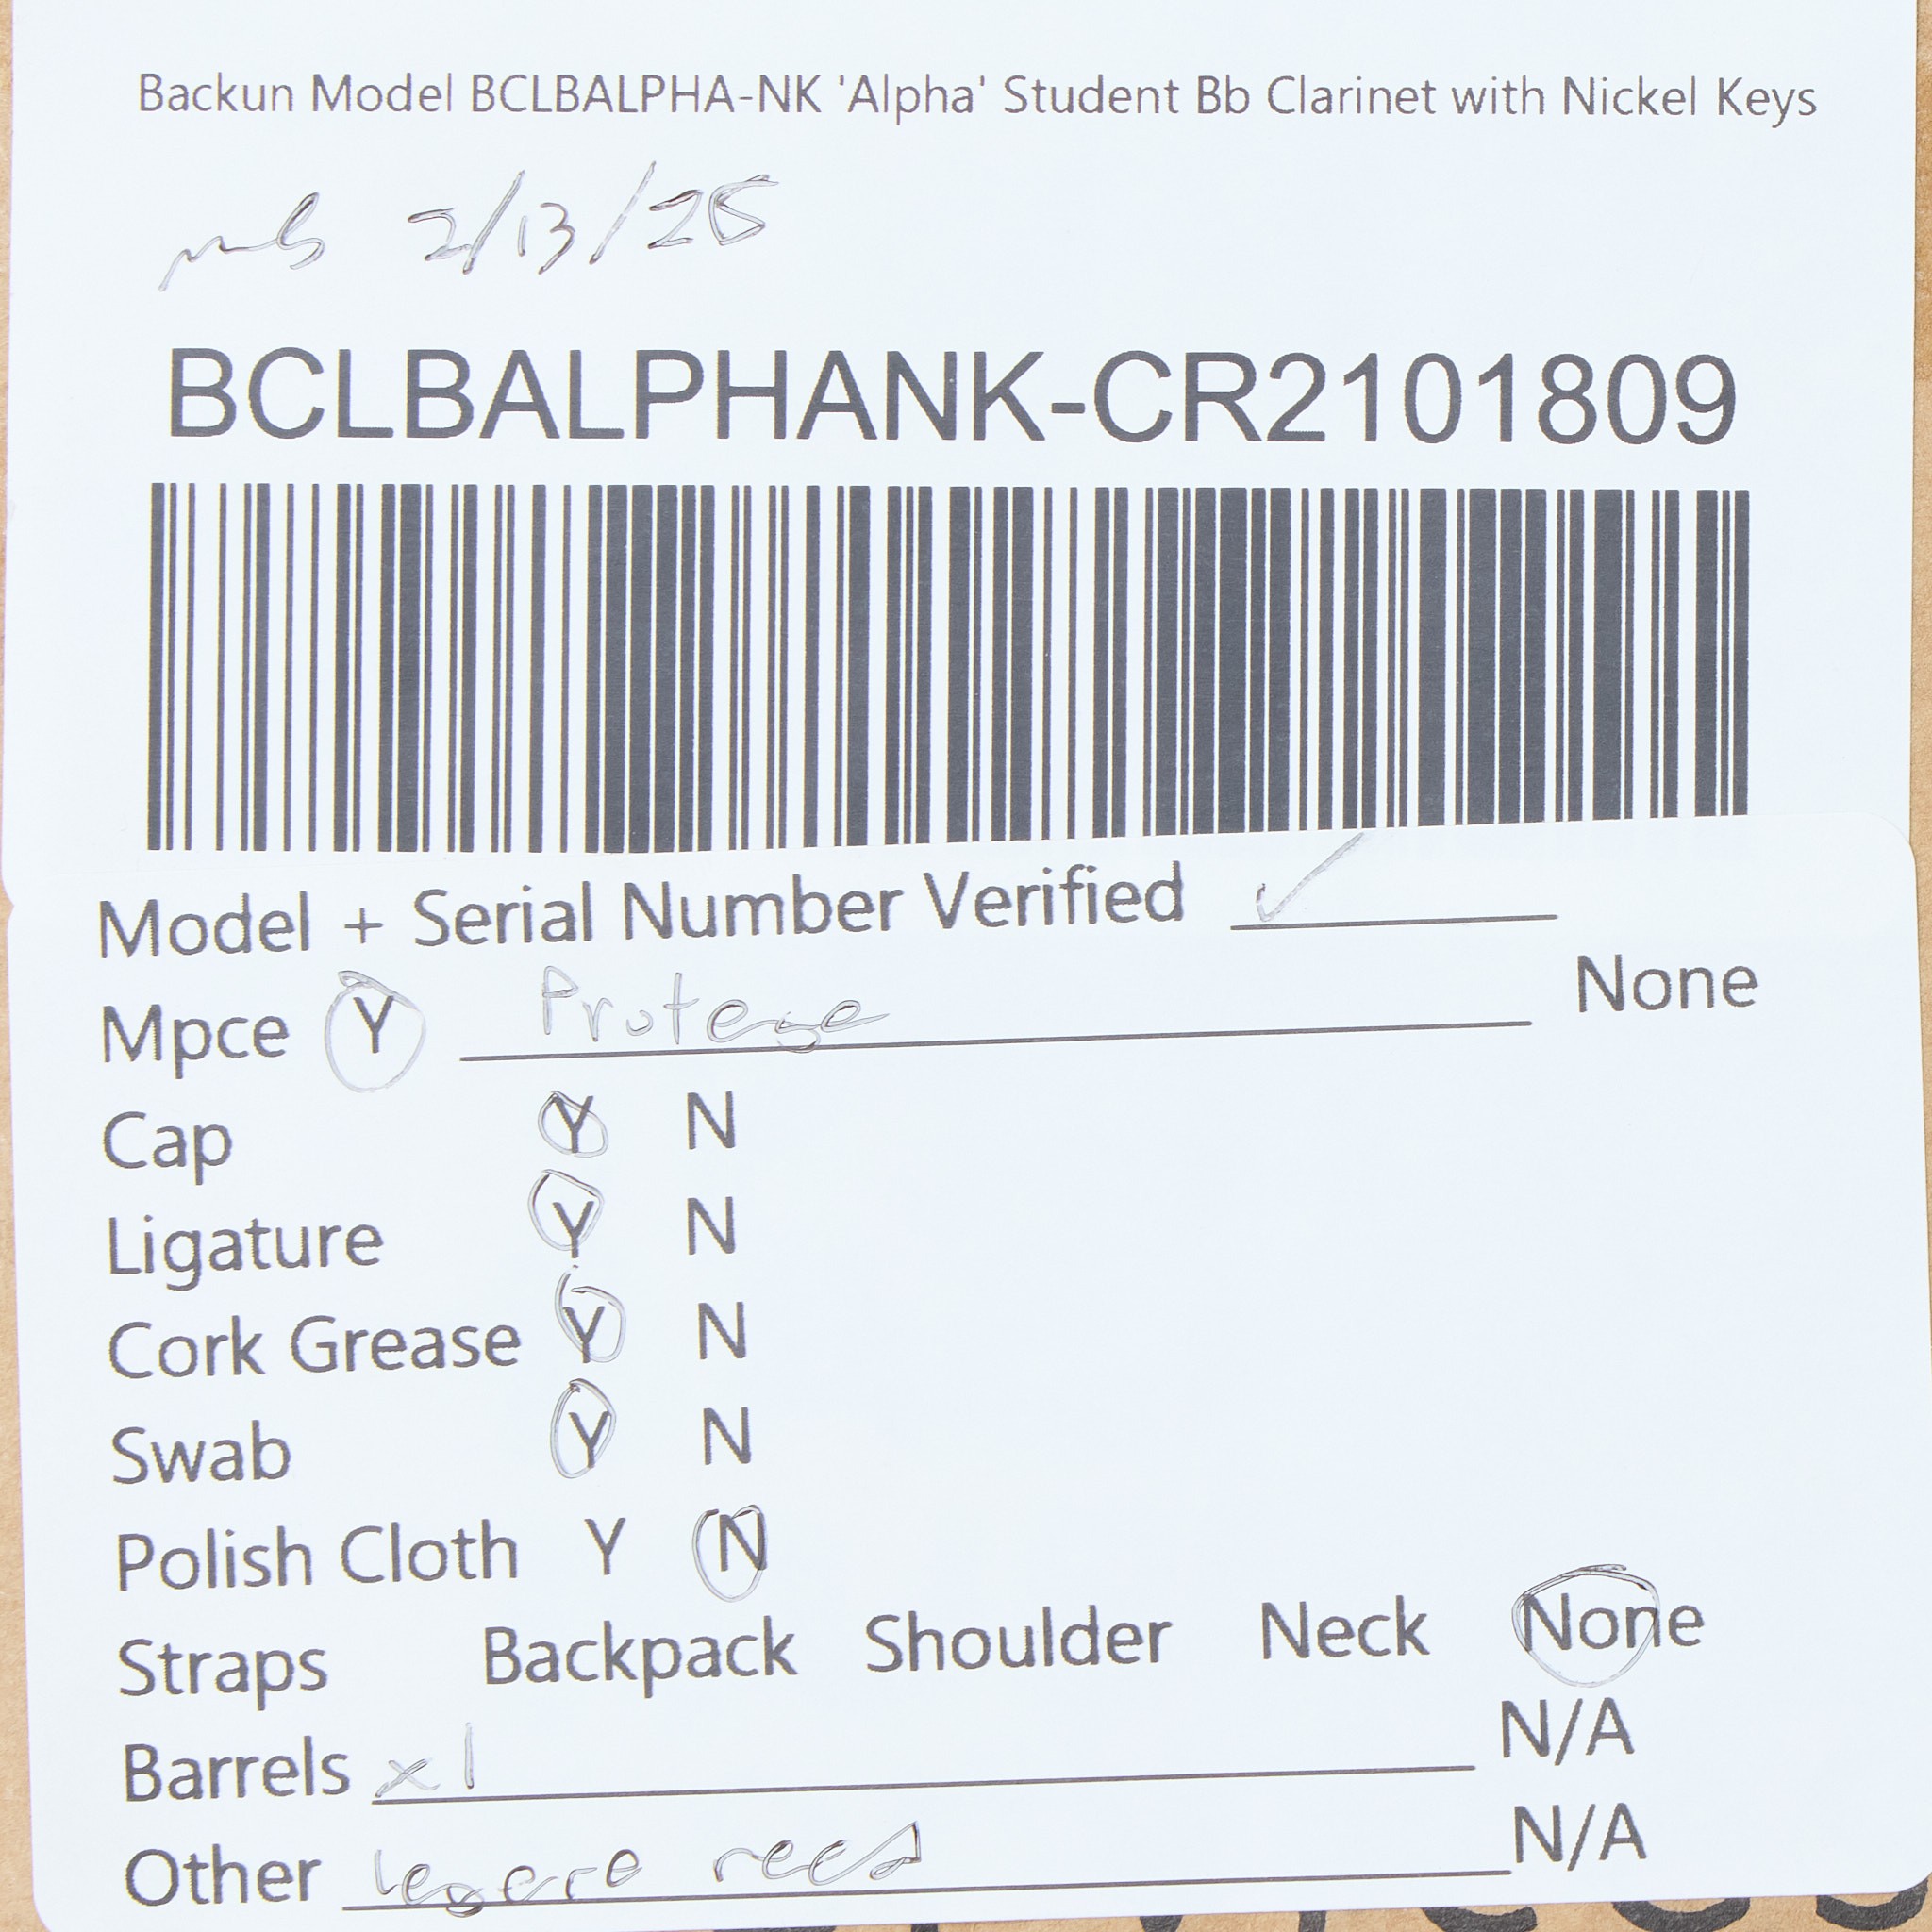 Backun Model BCLBALPHA-NK 'Alpha' Student Bb Clarinet with Nickel Keys
2/13/25
BCLBALPHANK-CR2101809
Model + Serial Number Verified ✓
Mpce Y Protege None
Cap Y N
Ligature Y N
Cork Grease Y N
Swab Y N
Polish Cloth Y N
Straps Backpack Shoulder Neck None
Barrels x1 N/A
Other legere reed N/A